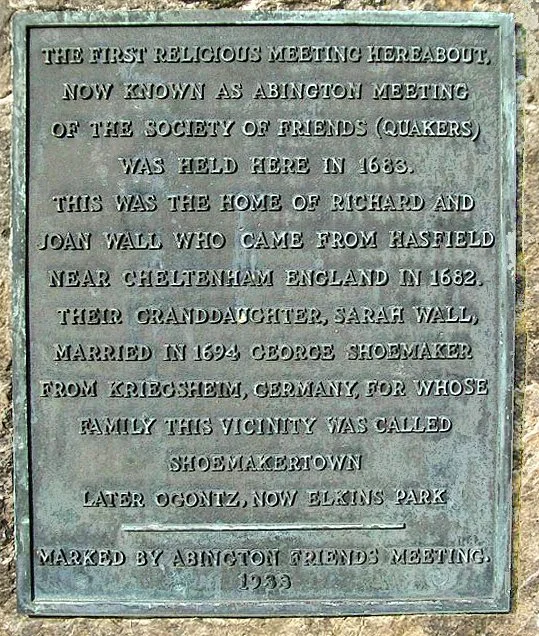 THE FIRST RELIGIOUS MEETING HEREABOUT,
NOW KNOWN AS ABINGTON MEETING
OF THE SOCIETY OF FRIENDS (QUAKERS)
WAS HELD HERE IN 1683.
THIS WAS THE HOME OF RICHARD AND
JOAN WALL WHO CAME FROM HASFIELD
NEAR CHELTENHAM ENGLAND IN 1682.
THEIR GRANDDAUGHTER, SARAH WALL,
MARRIED IN 1694 GEORGE SHOEMAKER
FROM KRIEGSHEIM, GERMANY, FOR WHOSE
FAMILY THIS VICINITY WAS CALLED
SHOEMAKERTOWN
LATER OGONTZ, NOW ELKINS PARK
MARKED BY ABINGTON FRIENDS MEETING.
1933